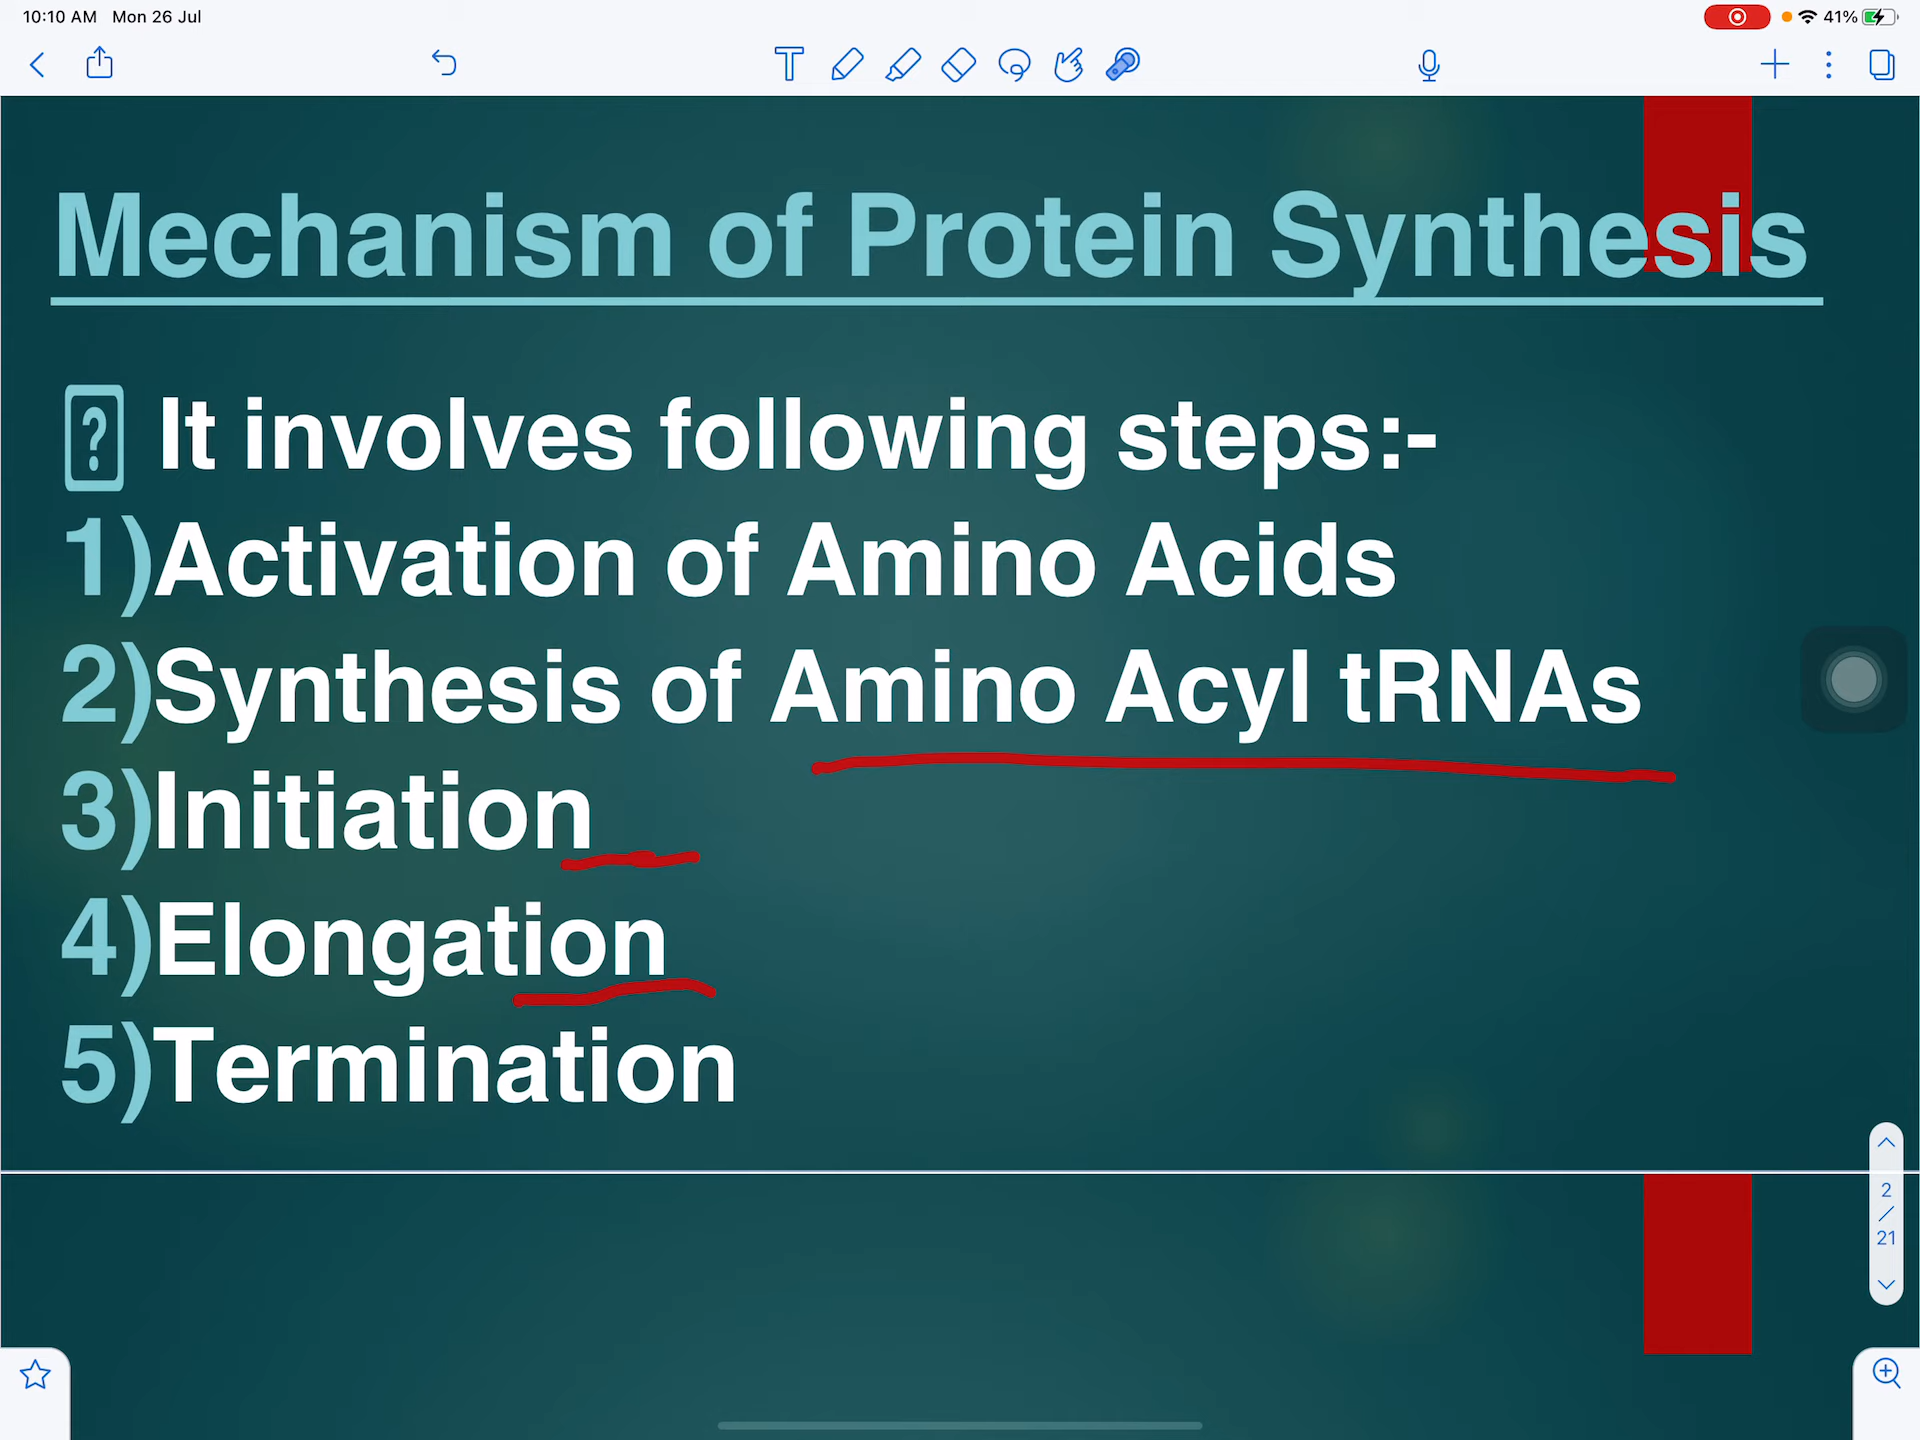 10:10 AM Mon 26 Jul
41%
T
Mechanism of Protein Synthesis
? It involves following steps:-
1)Activation of Amino Acids
2)Synthesis of Amino Acyl tRNAs
3)Initiation
4)Elongation
5)Termination
2
/
21